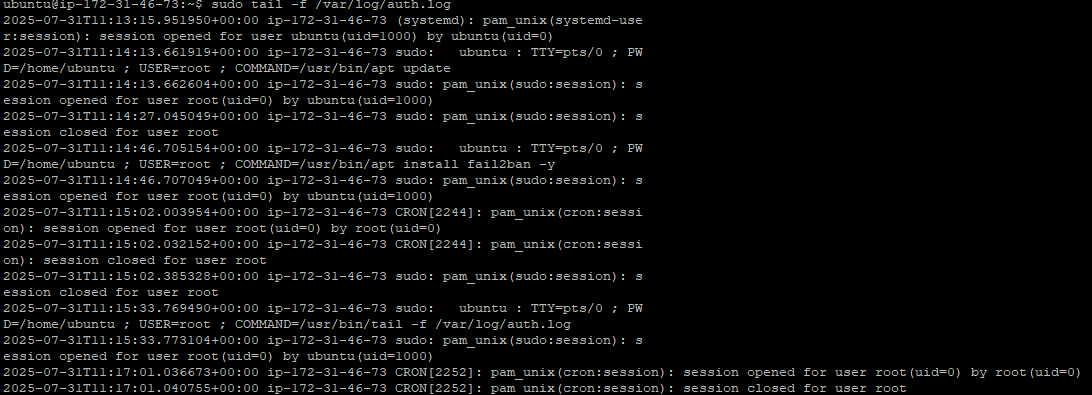 ubuntu@ip-172-31-46-73:~$ sudo tail -f /var/log/auth.log
2025-07-31T11:13:15.951950+00:00 ip-172-31-46-73 (systemd): pam_unix(systemd-use
r:session): session opened for user ubuntu(uid=1000) by ubuntu(uid=0)
2025-07-31T11:14:13.661919+00:00 ip-172-31-46-73 sudo:   ubuntu : TTY=pts/0 ; PW
D=/home/ubuntu ; USER=root ; COMMAND=/usr/bin/apt update
2025-07-31T11:14:13.662604+00:00 ip-172-31-46-73 sudo: pam_unix(sudo:session): s
ession opened for user root(uid=0) by ubuntu(uid=1000)
2025-07-31T11:14:27.045049+00:00 ip-172-31-46-73 sudo: pam_unix(sudo:session): s
ession closed for user root
2025-07-31T11:14:46.705154+00:00 ip-172-31-46-73 sudo:   ubuntu : TTY=pts/0 ; PW
D=/home/ubuntu ; USER=root ; COMMAND=/usr/bin/apt install fail2ban -y
2025-07-31T11:14:46.707049+00:00 ip-172-31-46-73 sudo: pam_unix(sudo:session): s
ession opened for user root(uid=0) by ubuntu(uid=1000)
2025-07-31T11:15:02.003954+00:00 ip-172-31-46-73 CRON[2244]: pam_unix(cron:sessi
on): session opened for user root(uid=0) by root(uid=0)
2025-07-31T11:15:02.032152+00:00 ip-172-31-46-73 CRON[2244]: pam_unix(cron:sessi
on): session closed for user root
2025-07-31T11:15:02.385328+00:00 ip-172-31-46-73 sudo: pam_unix(sudo:session): s
ession closed for user root
2025-07-31T11:15:33.769490+00:00 ip-172-31-46-73 sudo:   ubuntu : TTY=pts/0 ; PW
D=/home/ubuntu ; USER=root ; COMMAND=/usr/bin/tail -f /var/log/auth.log
2025-07-31T11:15:33.773104+00:00 ip-172-31-46-73 sudo: pam_unix(sudo:session): s
ession opened for user root(uid=0) by ubuntu(uid=1000)
2025-07-31T11:17:01.036673+00:00 ip-172-31-46-73 CRON[2252]: pam_unix(cron:session): session opened for user root(uid=0) by root(uid=0)
2025-07-31T11:17:01.040755+00:00 ip-172-31-46-73 CRON[2252]: pam_unix(cron:session): session closed for user root